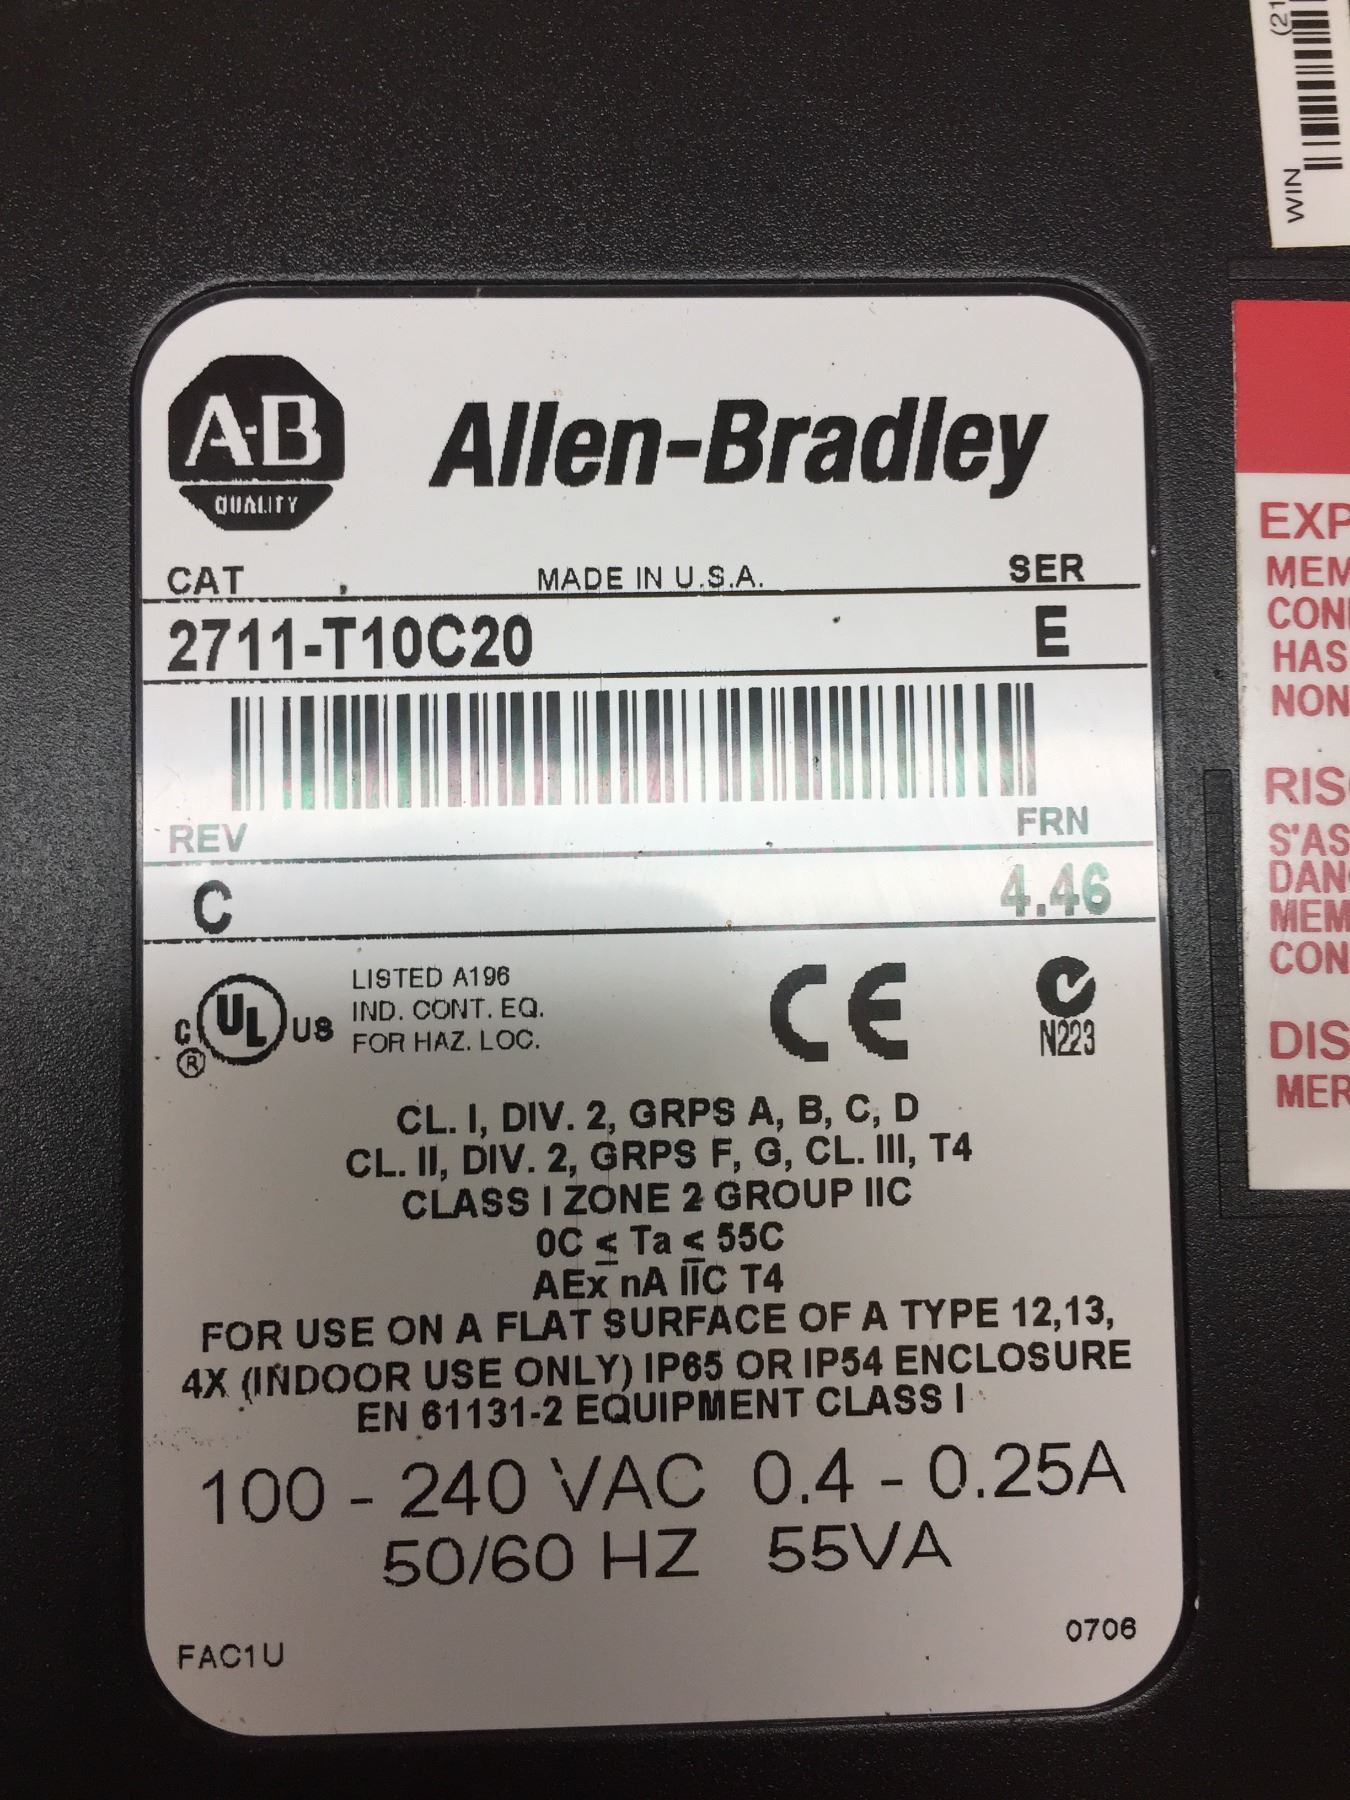 (21
WIN
A-B
QUALITY
Allen-Bradley
CAT
MADE IN U.S.A.
SER
2711-T10C20
E
REV
FRN
C
4.46
C UL US
®
LISTED A196
IND. CONT. EQ.
FOR HAZ. LOC.
CE
N223
CL. I, DIV. 2, GRPS A, B, C, D
CL. II, DIV. 2, GRPS F, G, CL. III, T4
CLASS I ZONE 2 GROUP IIC
0C ≤ Ta ≤ 55C
AEx nA IIC T4
FOR USE ON A FLAT SURFACE OF A TYPE 12,13,
4X (INDOOR USE ONLY) IP65 OR IP54 ENCLOSURE
EN 61131-2 EQUIPMENT CLASS I
100 - 240 VAC 0.4 - 0.25A
50/60 HZ 55VA
FAC1U
0706
EXP
MEM
CON
HAS
NON
RIS
S'AS
DAN
MEM
CON
DIS
MER